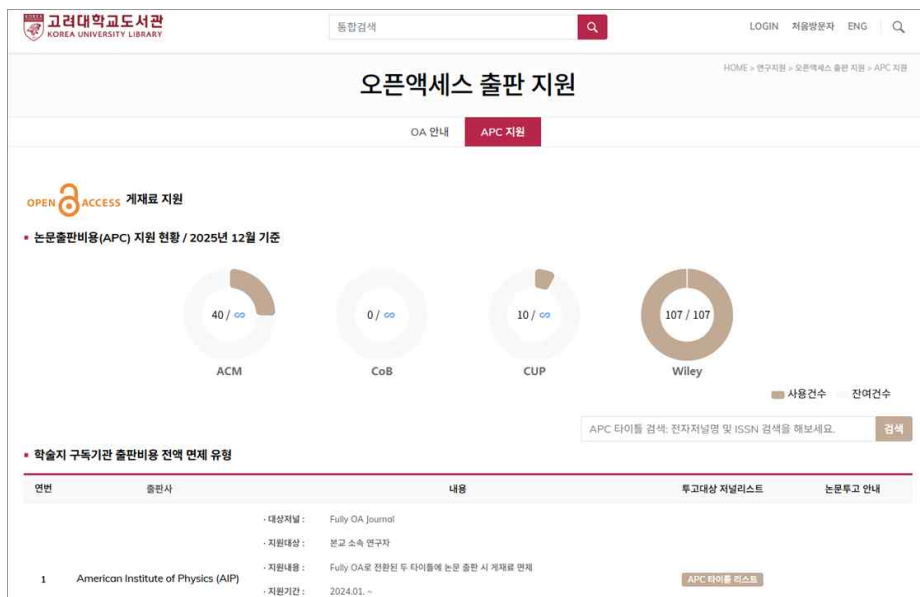 고려대학교도서관
KOREA UNIVERSITY LIBRARY
통합검색
LOGIN 처음방문자 ENG
HOME > 연구지원 > 오픈액세스 출판 지원 > APC 지원
오픈액세스 출판 지원
OA 안내 APC 지원
OPEN ACCESS 게재료 지원
논문출판비용(APC) 지원 현황 / 2025년 12월 기준
40 / ∞ 0 / ∞ 10 / ∞ 107 / 107
ACM CoB CUP Wiley
사용건수 잔여건수
APC 타이틀 검색: 전자저널명 및 ISSN 검색을 해보세요. 검색
학술지 구독기관 출판비용 전액 면제 유형
연번 출판사 내용 투고대상 저널리스트 논문투고 안내
· 대상저널 : Fully OA Journal
· 지원대상 : 본교 소속 연구자
· 지원내용 : Fully OA로 전환된 두 타이틀에 논문 출판 시 게재료 면제
1 American Institute of Physics (AIP) APC 타이틀 리스트
· 지원기간 : 2024.01. ~